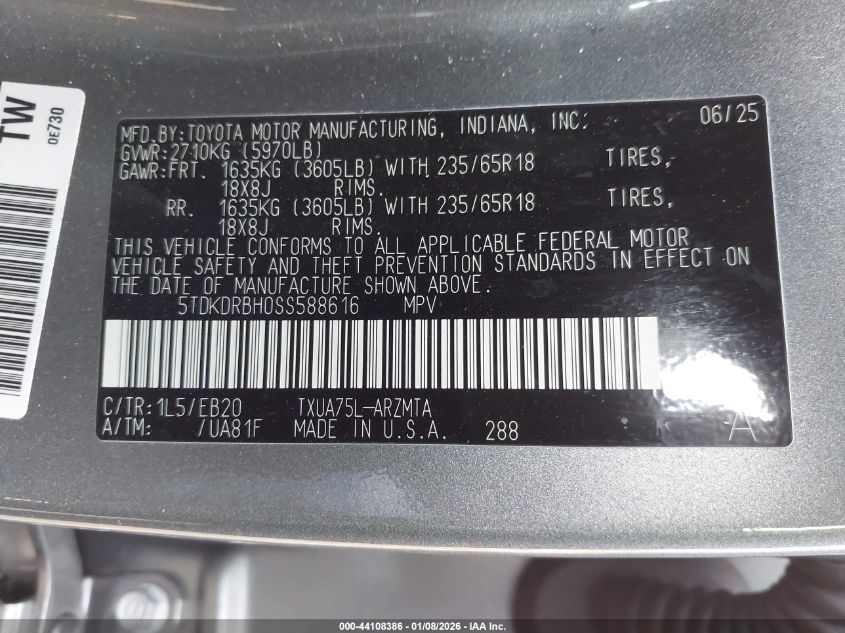 TW
0E730
MFD.BY:TOYOTA MOTOR MANUFACTURING, INDIANA, INC: 06/25
GVWR:2710KG (5970LB)
GAWR:FRT. 1635KG (3605LB) WITH 235/65R18 TIRES,
18X8J RIMS.
RR. 1635KG (3605LB) WITH 235/65R18 TIRES,
18X8J RIMS.
THIS VEHICLE CONFORMS TO ALL APPLICABLE FEDERAL MOTOR
VEHICLE SAFETY AND THEFT PREVENTION STANDARDS IN EFFECT ON
THE DATE OF MANUFACTURE SHOWN ABOVE.
5TDKDRBH0SS588616 MPV
C/TR:1L5/EB20 TXUA75L-ARZMTA
A/TM: /UA81F MADE IN U.S.A. 288 A
000-44108386 - 01/08/2026 - IAA Inc.